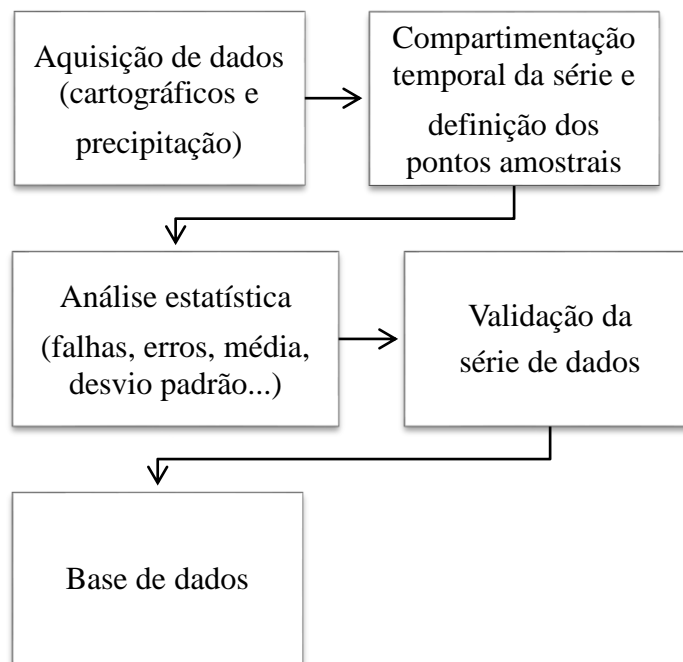 Aquisição de dados
(cartográficos e
precipitação)
Compartimentação
temporal da série e
definição dos
pontos amostrais
Análise estatística
(falhas, erros, média,
desvio padrão...)
Validação da
série de dados
Base de dados